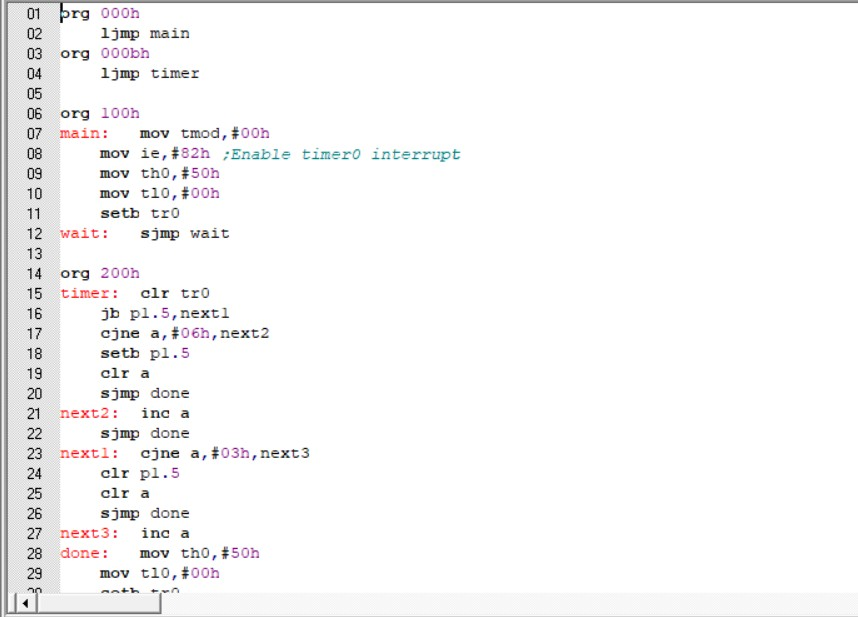 01 org 000h
02     ljmp main
03 org 000bh
04     ljmp timer
05
06 org 100h
07 main:   mov tmod,#00h
08     mov ie,#82h ;Enable timer0 interrupt
09     mov th0,#50h
10     mov tl0,#00h
11     setb tr0
12 wait:   sjmp wait
13
14 org 200h
15 timer:  clr tr0
16     jb p1.5,next1
17     cjne a,#06h,next2
18     setb p1.5
19     clr a
20     sjmp done
21 next2:  inc a
22     sjmp done
23 next1:  cjne a,#03h,next3
24     clr p1.5
25     clr a
26     sjmp done
27 next3:  inc a
28 done:   mov th0,#50h
29     mov tl0,#00h